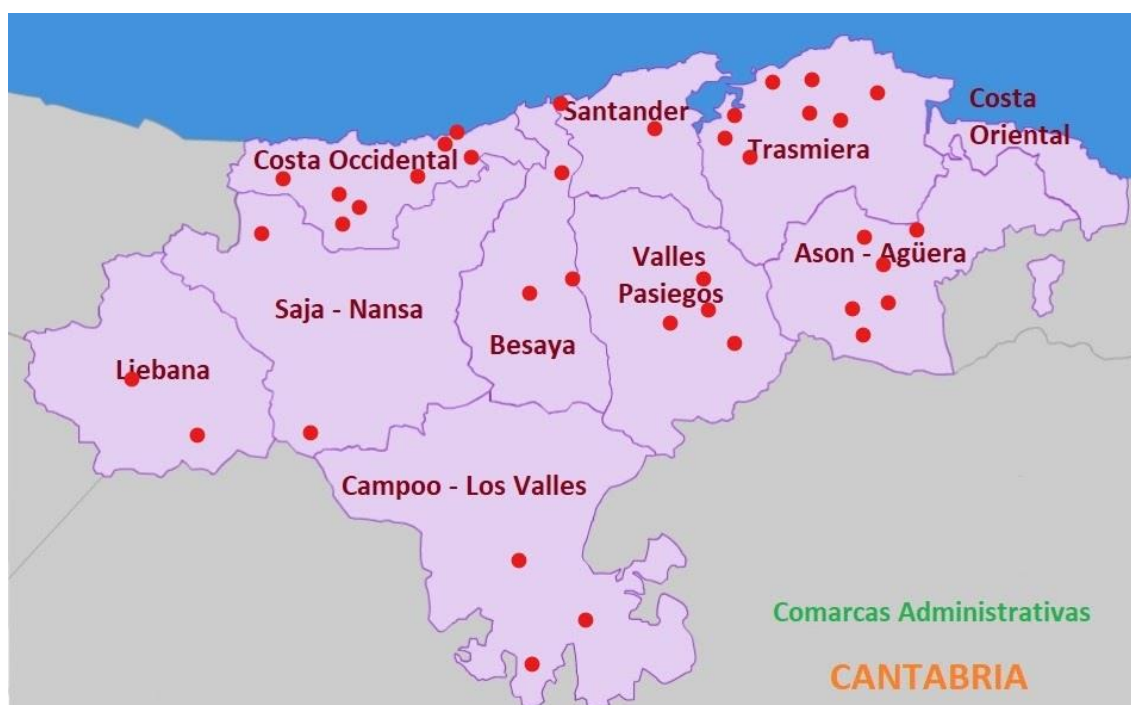 Santander
Costa
Oriental
Costa Occidental
Trasmiera
Valles
Pasiegos
Ason - Agüera
Saja - Nansa
Besaya
Liebana
Campoo - Los Valles
Comarcas Administrativas
CANTABRIA